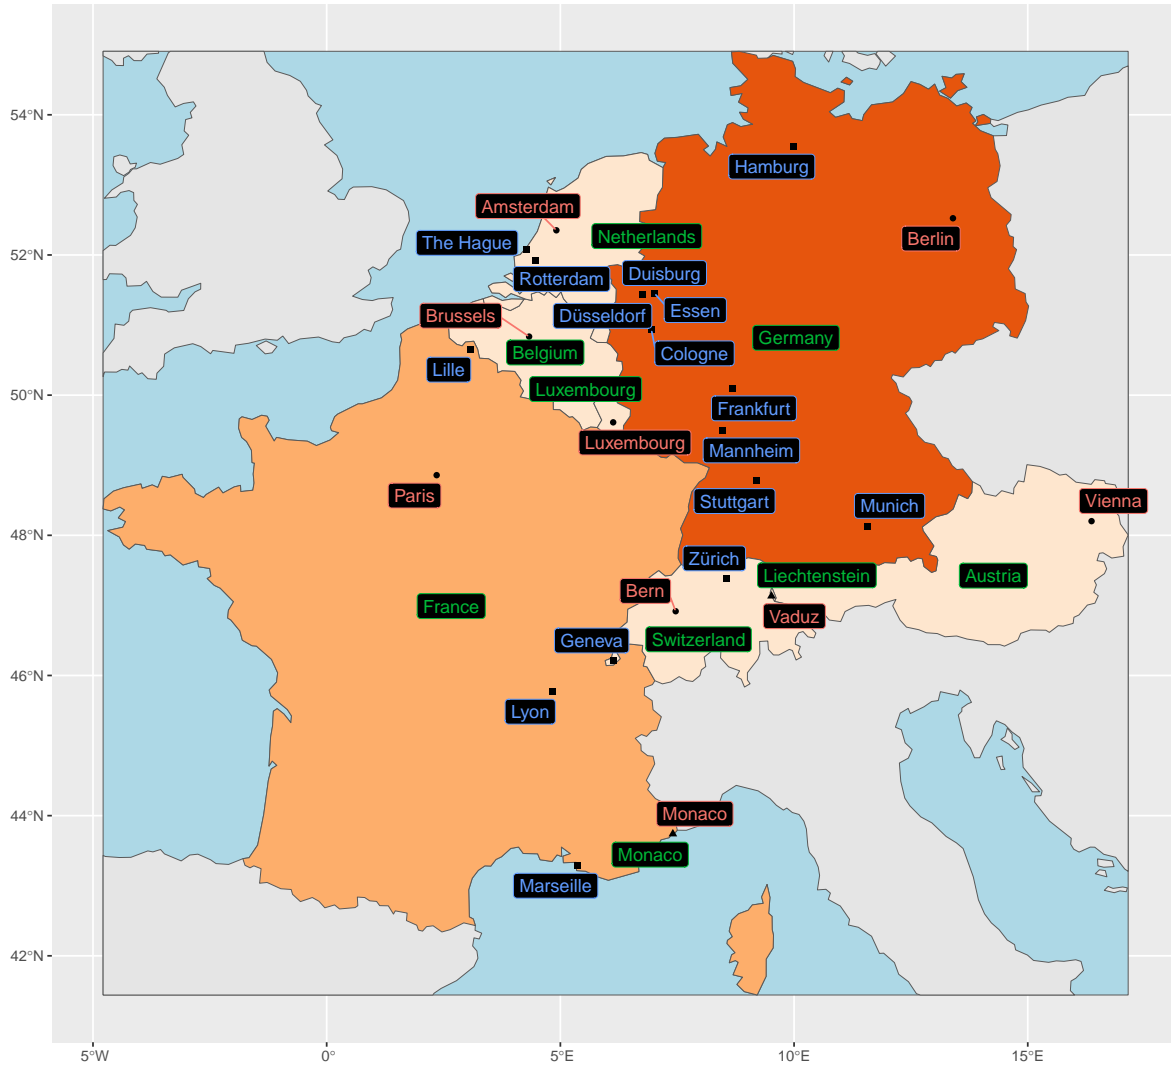 54°N
Hamburg
Amsterdam
Netherlands
Berlin
The Hague
52°N
Duisburg
Rotterdam
Essen
Brussels
Düsseldorf
Germany
Belgium
Cologne
Lille
Luxembourg
50°N
Frankfurt
Luxembourg
Mannheim
Paris
Stuttgart
Munich
Vienna
48°N
Zürich
Liechtenstein
Austria
Bern
France
Vaduz
Geneva
Switzerland
46°N
Lyon
44°N
Monaco
Monaco
Marseille
42°N
5°W
0°
5°E
10°E
15°E